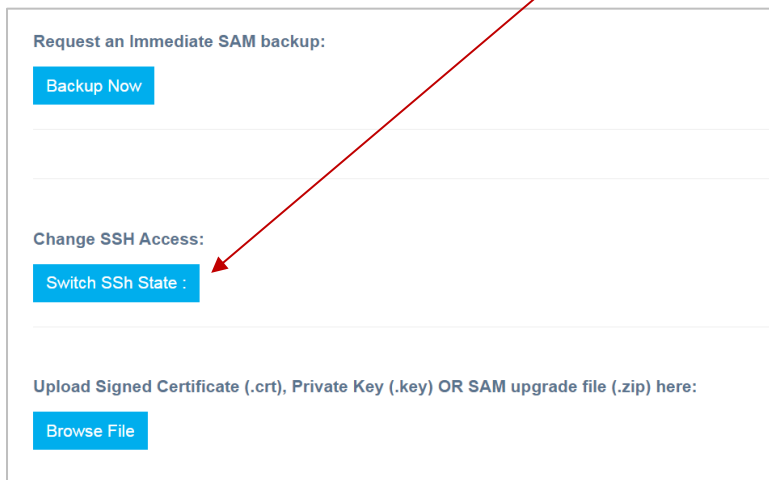 Request an Immediate SAM backup:
Backup Now
Change SSH Access:
Switch SSh State :
Upload Signed Certificate (.crt), Private Key (.key) OR SAM upgrade file (.zip) here:
Browse File